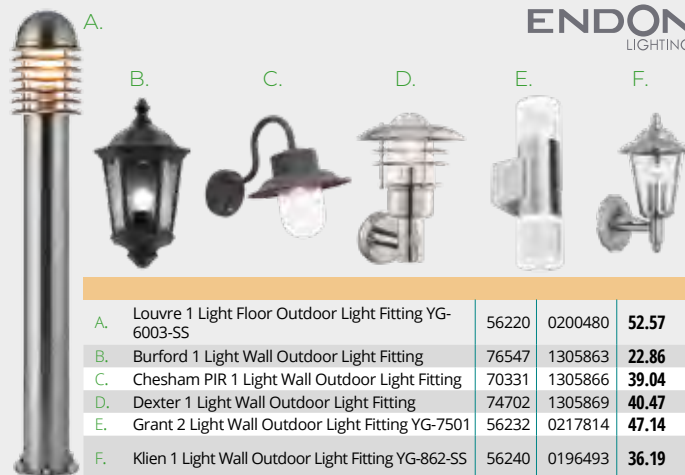 A.
ENDON
LIGHTING
B. C. D. E. F.
A. Louvre 1 Light Floor Outdoor Light Fitting YG-
6003-SS 56220 0200480 52.57
B. Burford 1 Light Wall Outdoor Light Fitting 76547 1305863 22.86
C. Chesham PIR 1 Light Wall Outdoor Light Fitting 70331 1305866 39.04
D. Dexter 1 Light Wall Outdoor Light Fitting 74702 1305869 40.47
E. Grant 2 Light Wall Outdoor Light Fitting YG-7501 56232 0217814 47.14
F. Klien 1 Light Wall Outdoor Light Fitting YG-862-SS 56240 0196493 36.19